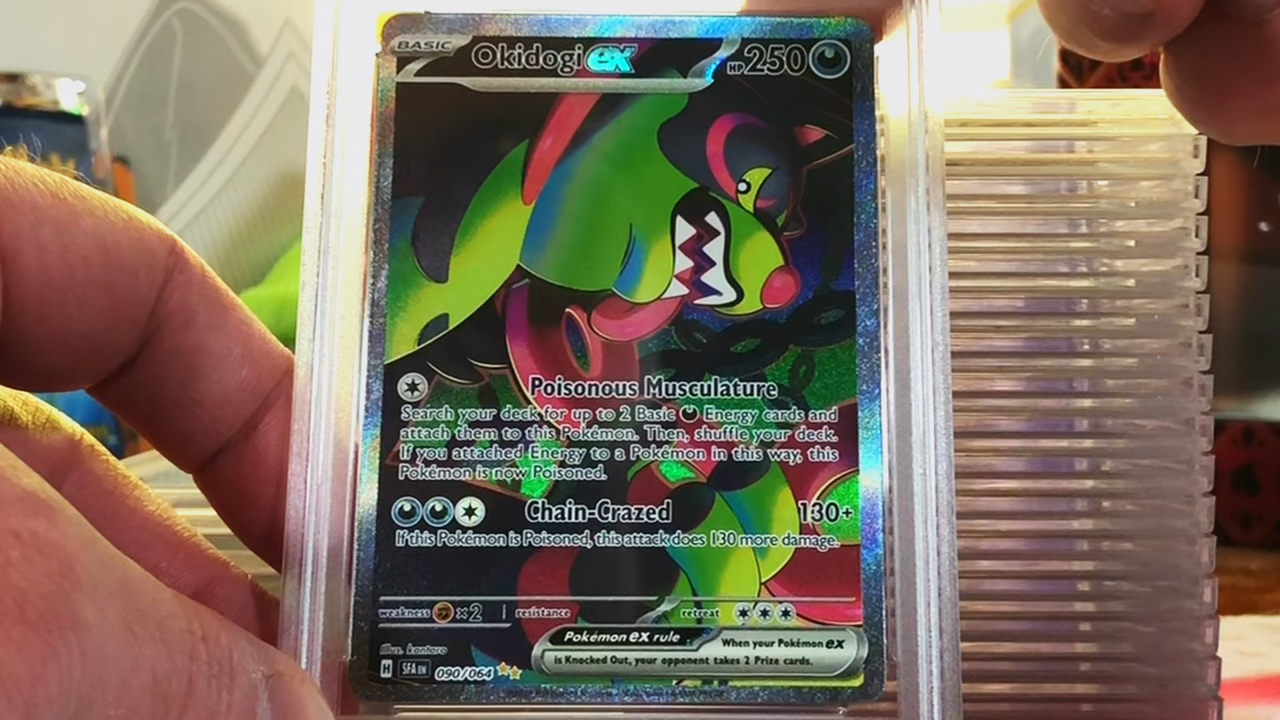 BASIC Okidogi ex HP250
Poisonous Musculature
Search your deck for up to 2 Basic Energy cards and
attach them to this Pokémon. Then, shuffle your deck.
If you attached Energy to a Pokémon in this way, this
Pokémon is now Poisoned.
Chain-Crazed 130+
If this Pokémon is Poisoned, this attack does 130 more damage.
weakness ×2 resistance retreat
Pokémon ex rule When your Pokémon ex
is Knocked Out, your opponent takes 2 Prize cards.
Illus. kantaro
H SFA EN 090/064